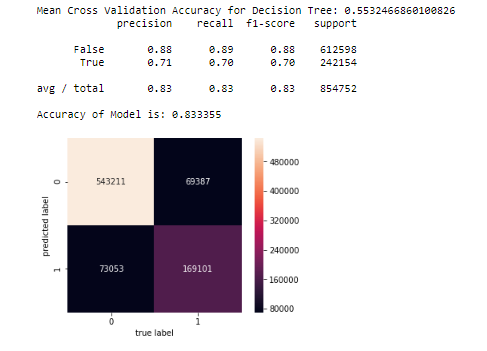 Mean Cross Validation Accuracy for Decision Tree: 0.5532466860100826
precision recall f1-score support
False 0.88 0.89 0.88 612598
True 0.71 0.70 0.70 242154
avg / total 0.83 0.83 0.83 854752
Accuracy of Model is: 0.833355
543211 69387
73053 169101
0
1
predicted label
0 1
true label
480000
400000
320000
240000
160000
80000